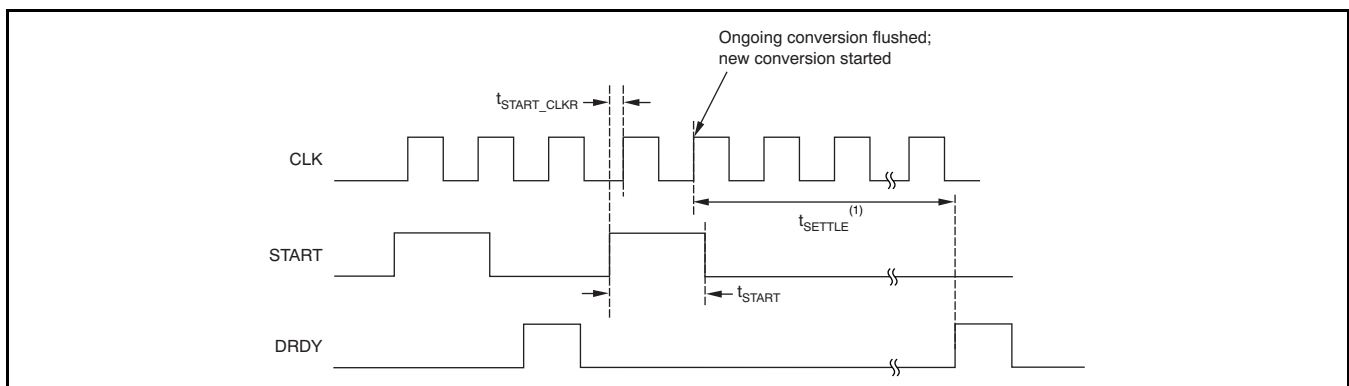 Ongoing conversion flushed;
new conversion started
tSTART_CLKR
CLK
tSETTLE(1)
START
tSTART
DRDY